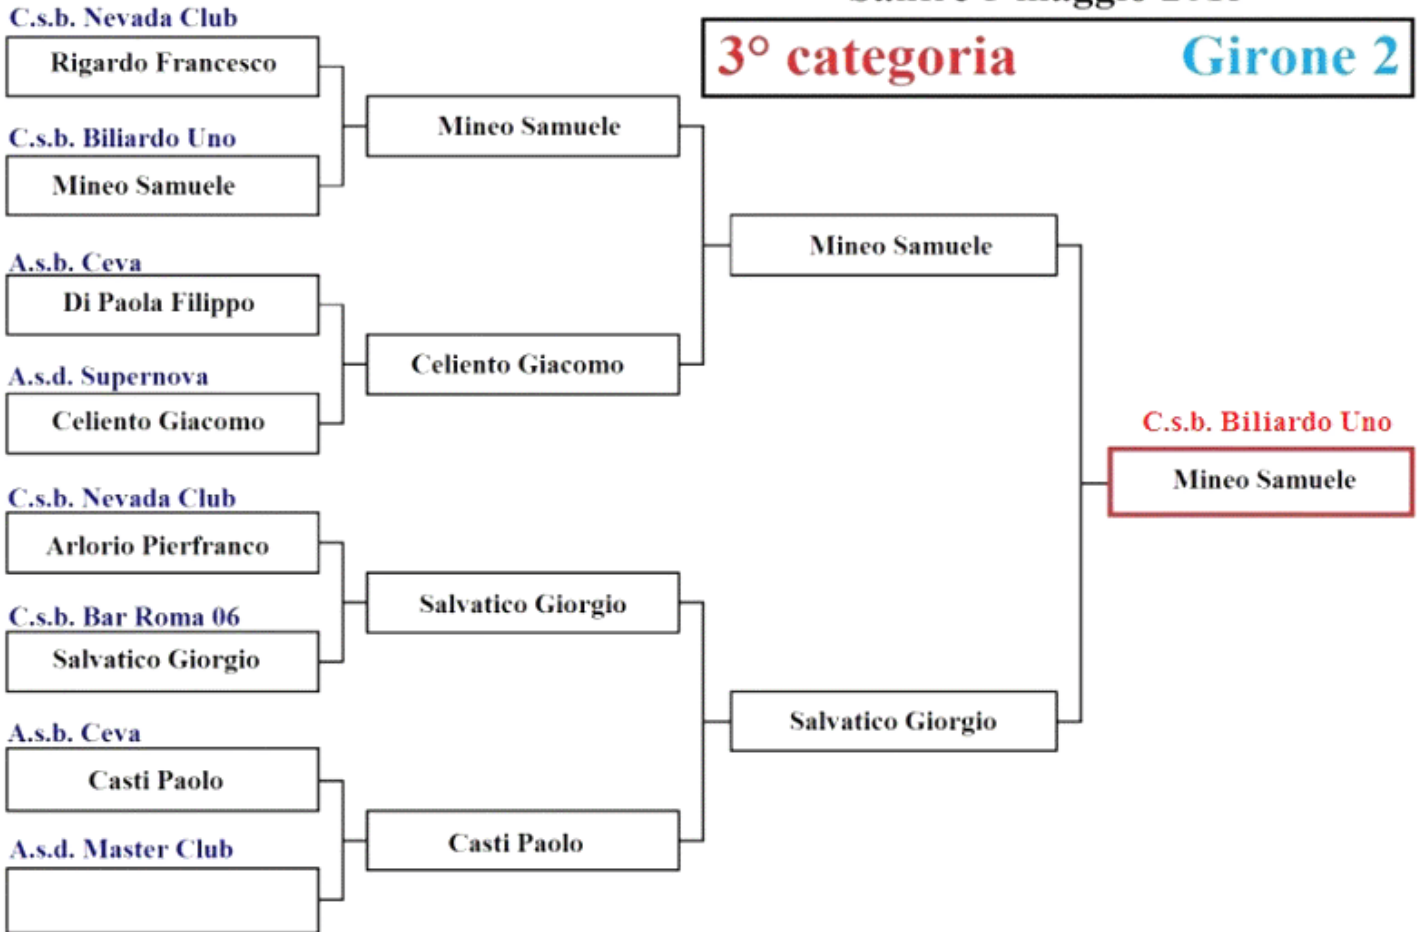 maggio
3° categoria Girone 2
C.s.b. Nevada Club
Rigardo Francesco
C.s.b. Biliardo Uno
Mineo Samuele
A.s.b. Ceva
Di Paola Filippo
A.s.d. Supernova
Celiento Giacomo
C.s.b. Nevada Club
Arlorio Pierfranco
C.s.b. Bar Roma 06
Salvatico Giorgio
A.s.b. Ceva
Casti Paolo
A.s.d. Master Club
Mineo Samuele
Celiento Giacomo
Salvatico Giorgio
Casti Paolo
Mineo Samuele
Salvatico Giorgio
C.s.b. Biliardo Uno
Mineo Samuele